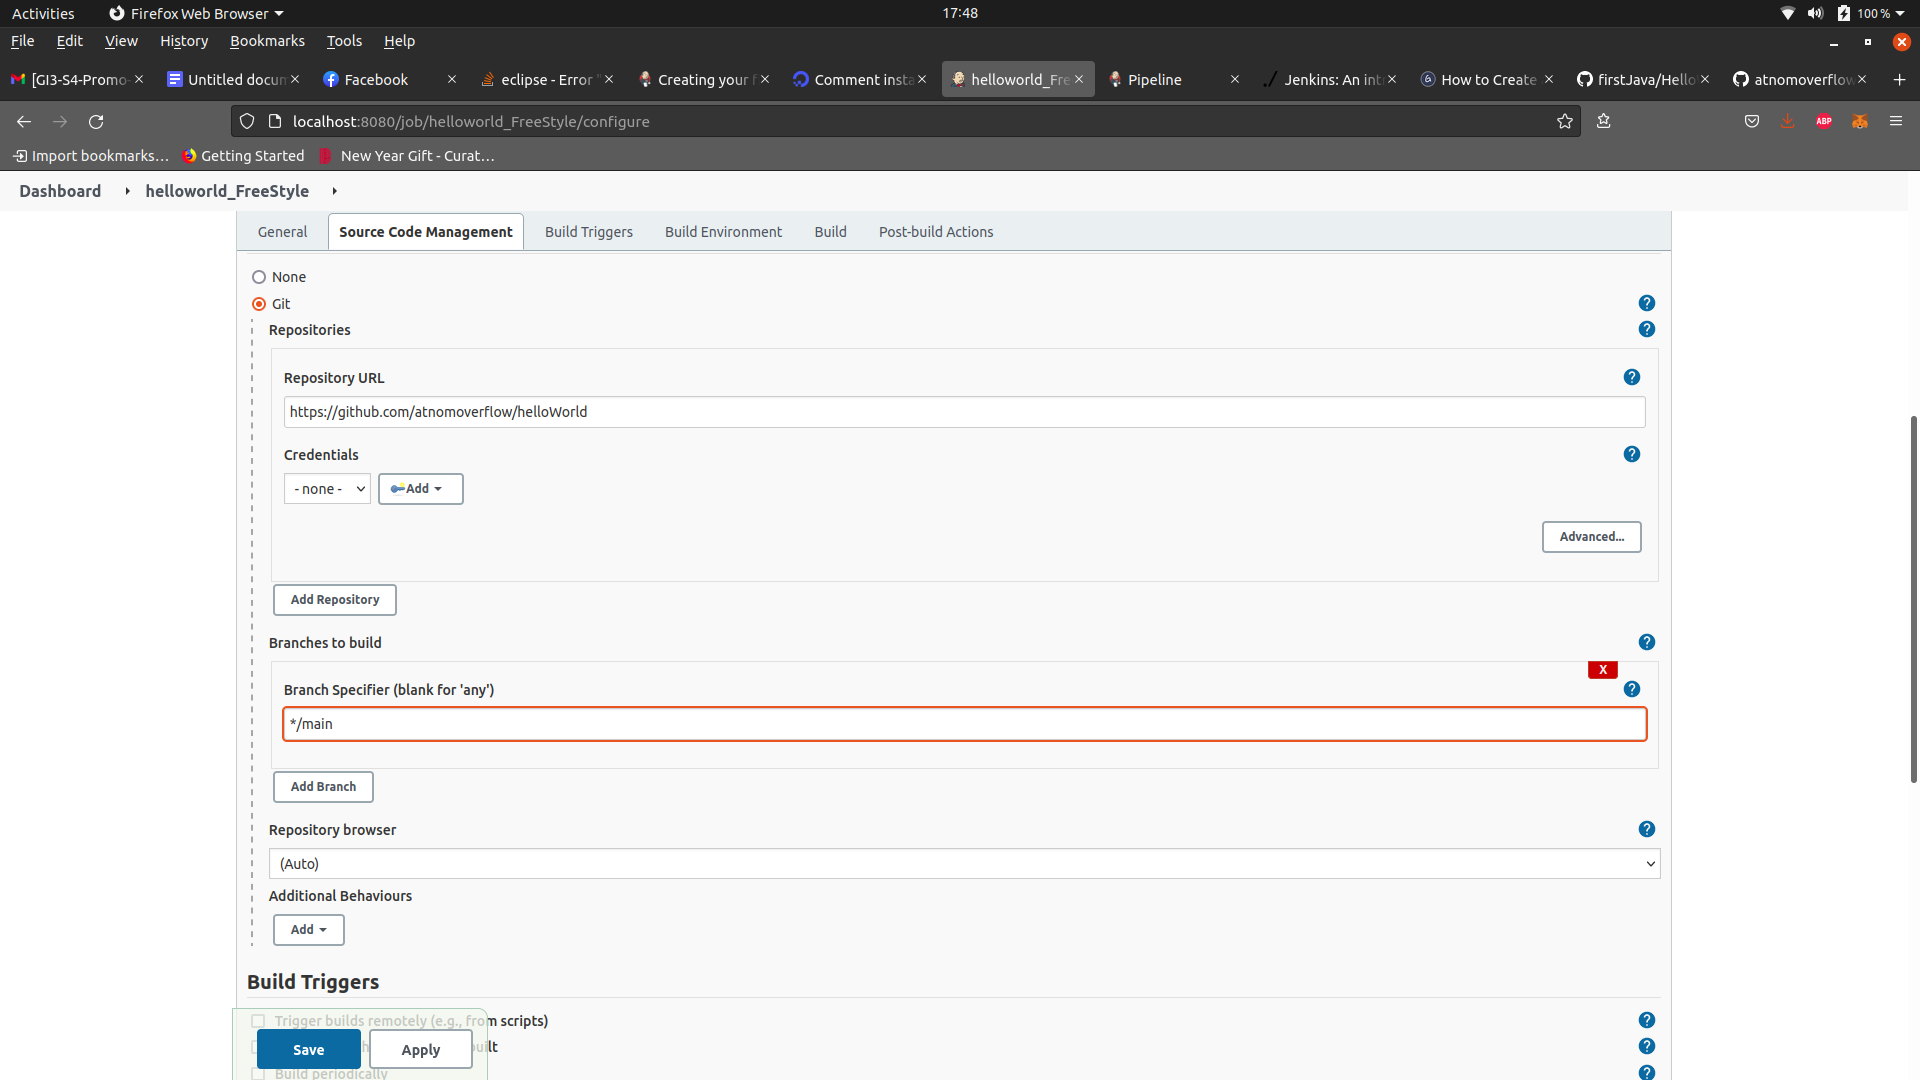 Activities Firefox Web Browser 17:48 100 %
File Edit View History Bookmarks Tools Help
[GI3-S4-Promo Untitled docum Facebook eclipse - Error " Creating your f Comment insta helloworld_Fre Pipeline Jenkins: An int How to Create firstJava/Hello atnomoverflow
localhost:8080/job/helloworld_FreeStyle/configure ABP
Import bookmarks... Getting Started New Year Gift - Curat...
Dashboard helloworld_FreeStyle
General Source Code Management Build Triggers Build Environment Build Post-build Actions
None
Git ?
Repositories ?
Repository URL ?
https://github.com/atnomoverflow/helloWorld
Credentials ?
- none - Add
Advanced...
Add Repository
Branches to build ?
X
Branch Specifier (blank for 'any') ?
*/main
Add Branch
Repository browser ?
(Auto)
Additional Behaviours
Add
Build Triggers
Trigger builds remotely (e.g., from scripts) ?
Save Apply uilt ?
Build periodically ?